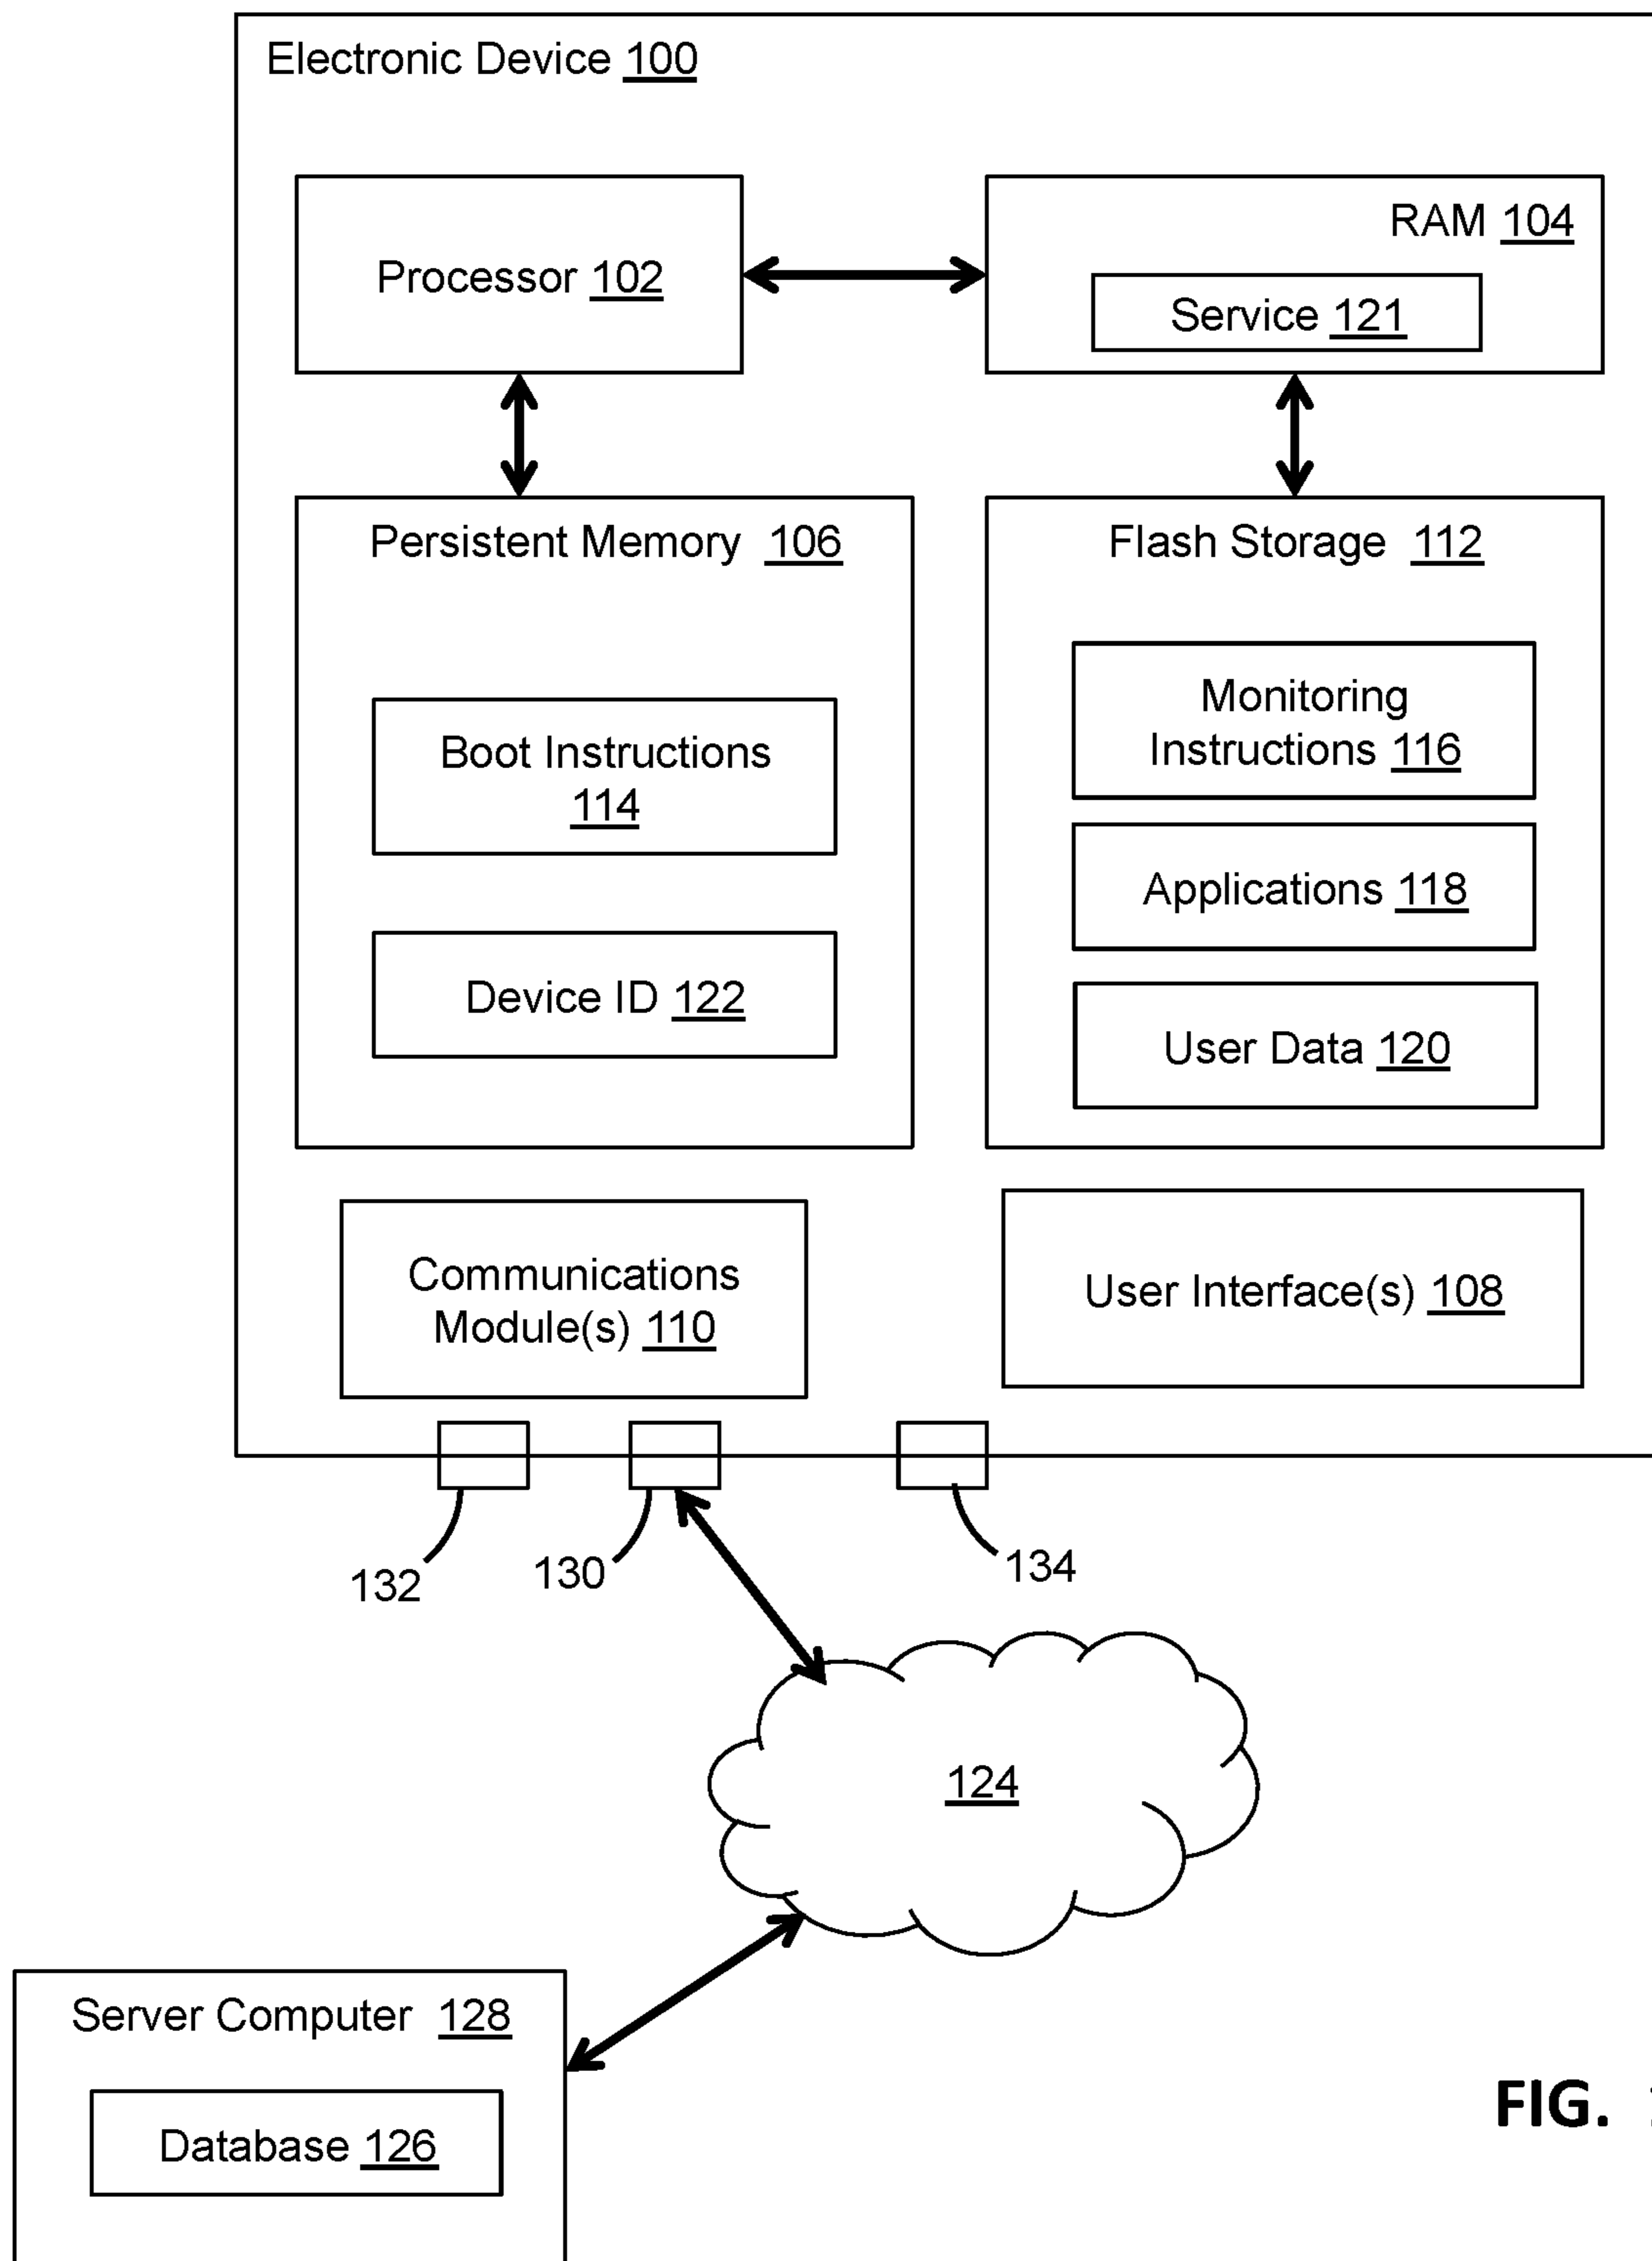 Electronic Device 100
Processor 102
RAM 104
Service 121
Persistent Memory 106
Boot Instructions
114
Device ID 122
Flash Storage 112
Monitoring
Instructions 116
Applications 118
User Data 120
Communications
Module(s) 110
User Interface(s) 108
132
130
134
124
Server Computer 128
Database 126
FIG.